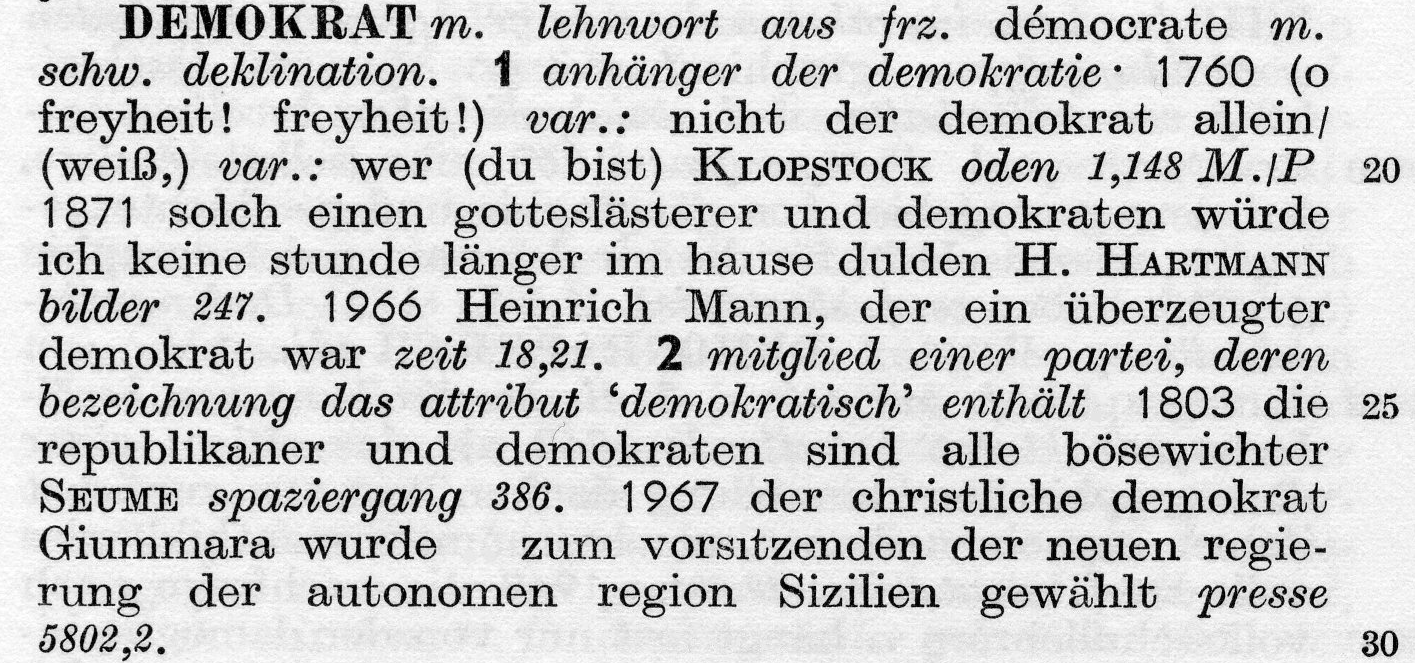 DEMOKRAT m. lehnwort aus frz. démocrate m.
schw. deklination. 1 anhänger der demokratie · 1760 (o
freyheit! freyheit!) var.: nicht der demokrat allein/
(weiß,) var.: wer (du bist) KLOPSTOCK oden 1,148 M./P 20
1871 solch einen gotteslästerer und demokraten würde
ich keine stunde länger im hause dulden H. HARTMANN
bilder 247. 1966 Heinrich Mann, der ein überzeugter
demokrat war zeit 18,21. 2 mitglied einer partei, deren
bezeichnung das attribut ‘demokratisch’ enthält 1803 die 25
republikaner und demokraten sind alle bösewichter
SEUME spaziergang 386. 1967 der christliche demokrat
Giummara wurde zum vorsitzenden der neuen regie-
rung der autonomen region Sizilien gewählt presse
5802,2. 30